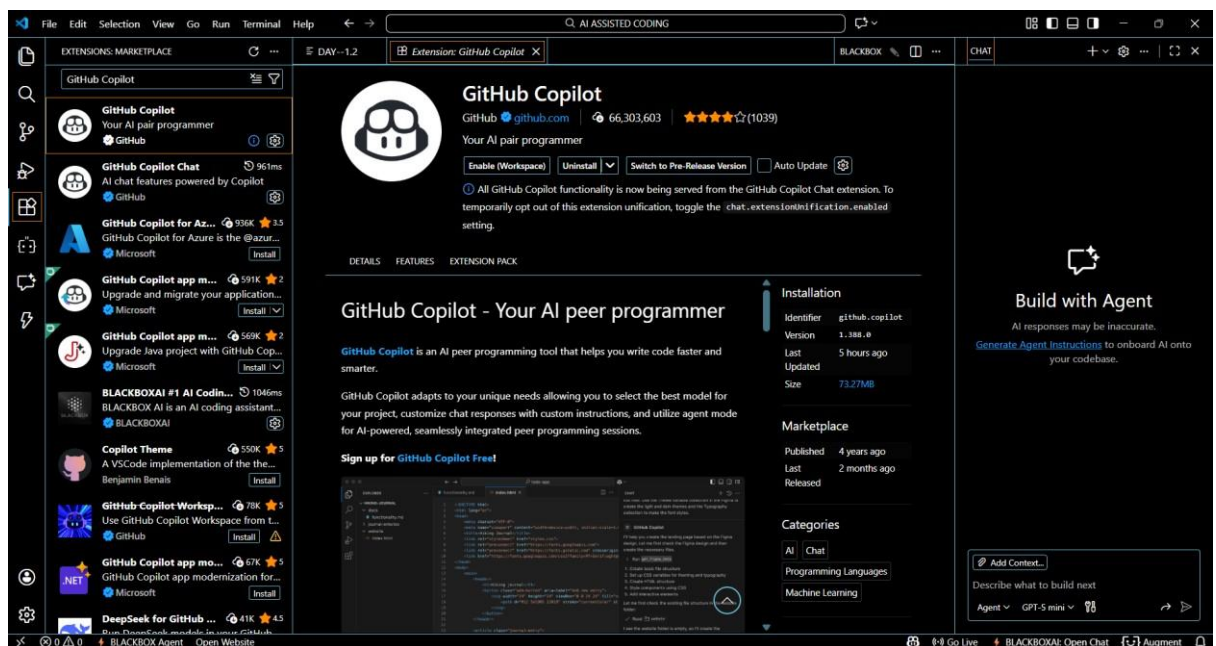 File Edit Selection View Go Run Terminal Help
AI ASSISTED CODING
EXTENSIONS: MARKETPLACE
GitHub Copilot
GitHub Copilot
Your AI pair programmer
GitHub
GitHub Copilot Chat 961ms
AI chat features powered by Copilot
GitHub
GitHub Copilot for Az... 936K 3.5
GitHub Copilot for Azure is the @azur...
Microsoft Install
GitHub Copilot app m... 591K 2
Upgrade and migrate your application...
Microsoft Install
GitHub Copilot app m... 569K 2
Upgrade Java project with GitHub Cop...
Microsoft Install
BLACKBOXAI #1 AI Codin... 1046ms
BLACKBOX AI is an AI coding assistant...
BLACKBOXAI
Copilot Theme 550K 5
A VSCode implementation of the the...
Benjamin Benais Install
GitHub Copilot Worksp... 78K 5
Use GitHub Copilot Workspace from t...
GitHub Install
GitHub Copilot app mo... 67K 5
GitHub Copilot app modernization for...
Microsoft Install
.NET
DeepSeek for GitHub ... 41K 4.5
Run DeepSeek models in your GitHub
DAY--1.2
Extension: GitHub Copilot
BLACKBOX
GitHub Copilot
GitHub github.com 66,303,603 (1039)
Your AI pair programmer
Enable (Workspace) Uninstall Switch to Pre-Release Version Auto Update
All GitHub Copilot functionality is now being served from the GitHub Copilot Chat extension. To
temporarily opt out of this extension unification, toggle the chat.extensionUnification.enabled
setting.
DETAILS FEATURES EXTENSION PACK
GitHub Copilot - Your AI peer programmer
GitHub Copilot is an AI peer programming tool that helps you write code faster and
smarter.
GitHub Copilot adapts to your unique needs allowing you to select the best model for
your project, customize chat responses with custom instructions, and utilize agent mode
for AI-powered, seamlessly integrated peer programming sessions.
Sign up for GitHub Copilot Free!
Installation
Identifier github.copilot
Version 1.388.0
Last Updated 5 hours ago
Size 73.27MB
Marketplace
Published 4 years ago
Last Released 2 months ago
Categories
AI Chat
Programming Languages
Machine Learning
CHAT
Build with Agent
AI responses may be inaccurate.
Generate Agent Instructions to onboard AI onto
your codebase.
Add Context...
Describe what to build next
Agent GPT-5 mini
0 0 BLACKBOX Agent Open Website
Go Live BLACKBOXAI: Open Chat Augment